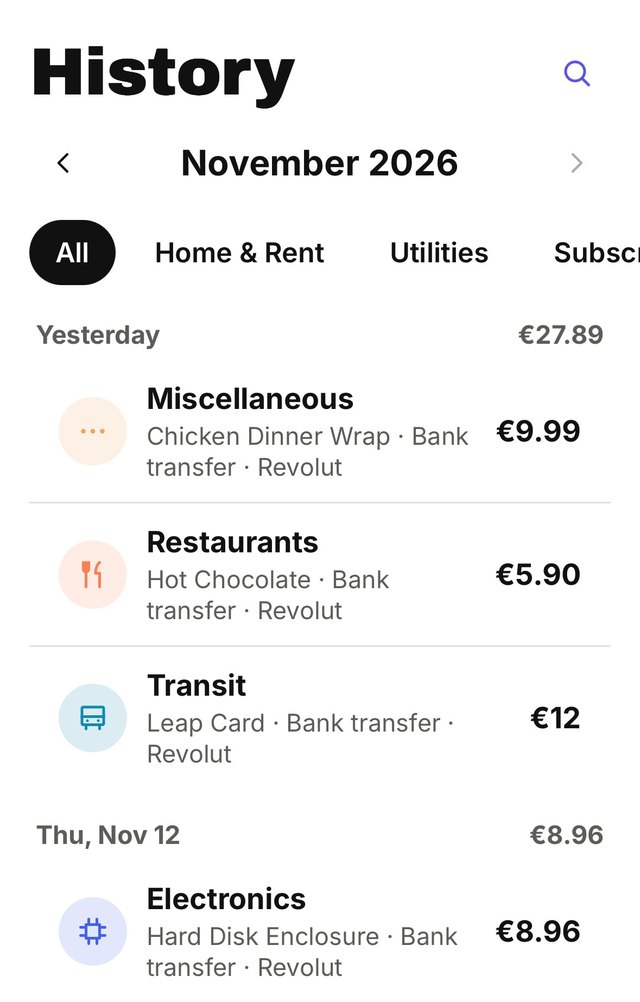 History
November 2026
All Home & Rent Utilities Subscr
Yesterday €27.89
Miscellaneous
Chicken Dinner Wrap · Bank
transfer · Revolut
€9.99
Restaurants
Hot Chocolate · Bank
transfer · Revolut
€5.90
Transit
Leap Card · Bank transfer ·
Revolut
€12
Thu, Nov 12 €8.96
Electronics
Hard Disk Enclosure · Bank
transfer · Revolut
€8.96